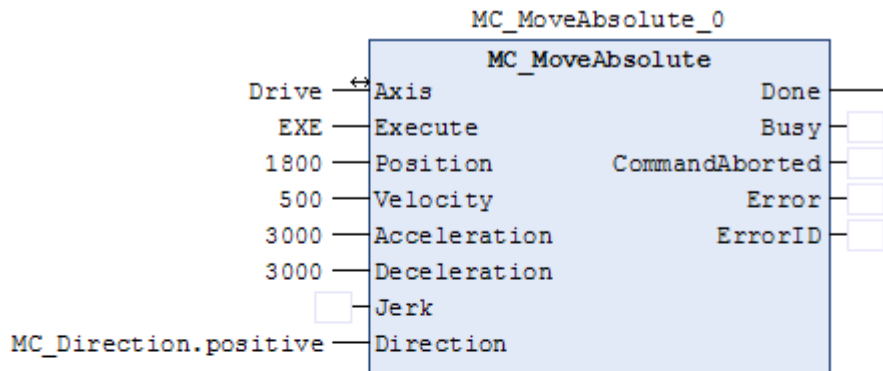 MC_MoveAbsolute_0
MC_MoveAbsolute
Drive Axis Done
EXE Execute Busy
1800 Position CommandAborted
500 Velocity Error
3000 Acceleration ErrorID
3000 Deceleration
Jerk
MC_Direction.positive Direction